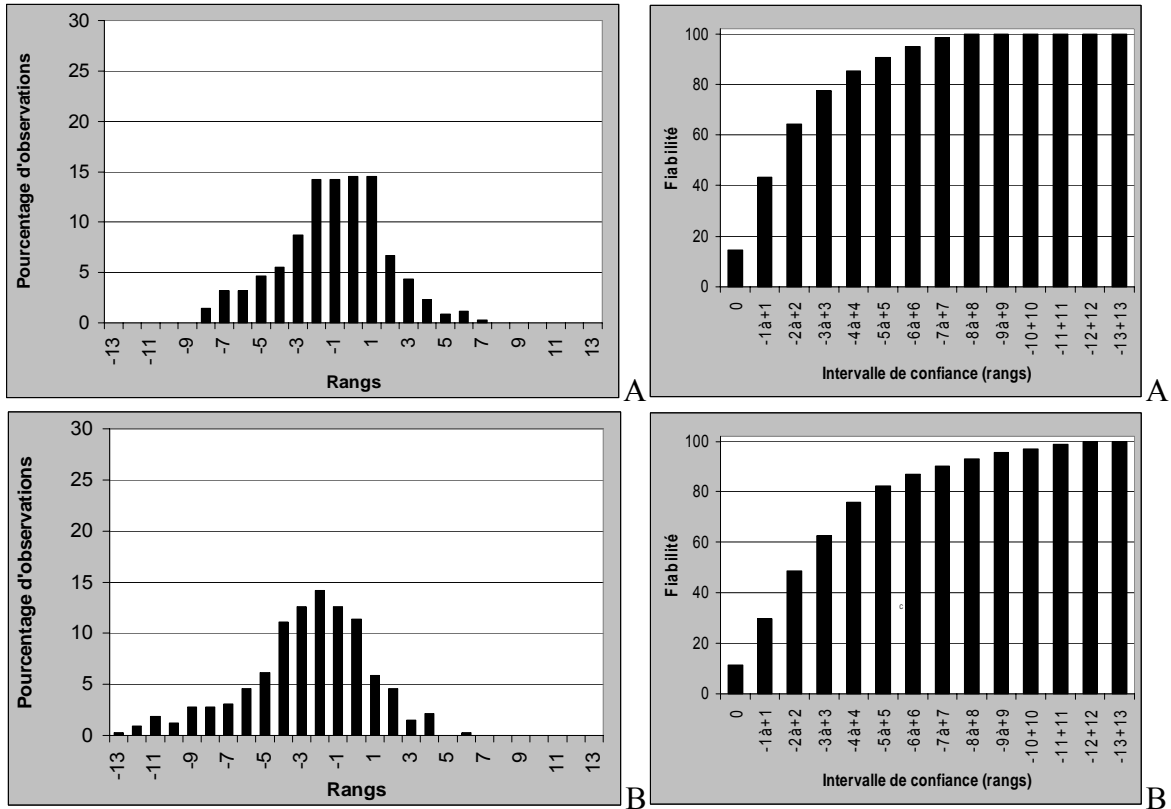 Pourcentage d'observations
30
25
20
15
10
5
0
-13 -11 -9 -7 -5 -3 -1 1 3 5 7 9 11 13
Rangs
A
Fiabilité
100
80
60
40
20
0
0 -1à+1 -2à+2 -3à+3 -4à+4 -5à+5 -6à+6 -7à+7 -8à+8 -9à+9 -10+10 -11+11 -12+12 -13+13
Intervalle de confiance (rangs)
A
Pourcentage d'observations
30
25
20
15
10
5
0
-13 -11 -9 -7 -5 -3 -1 1 3 5 7 9 11 13
Rangs
B
Fiabilité
100
80
60
40
20
0
c
0 -1à+1 -2à+2 -3à+3 -4à+4 -5à+5 -6à+6 -7à+7 -8à+8 -9à+9 -10+10 -11+11 -12+12 -13+13
Intervalle de confiance (rangs)
B